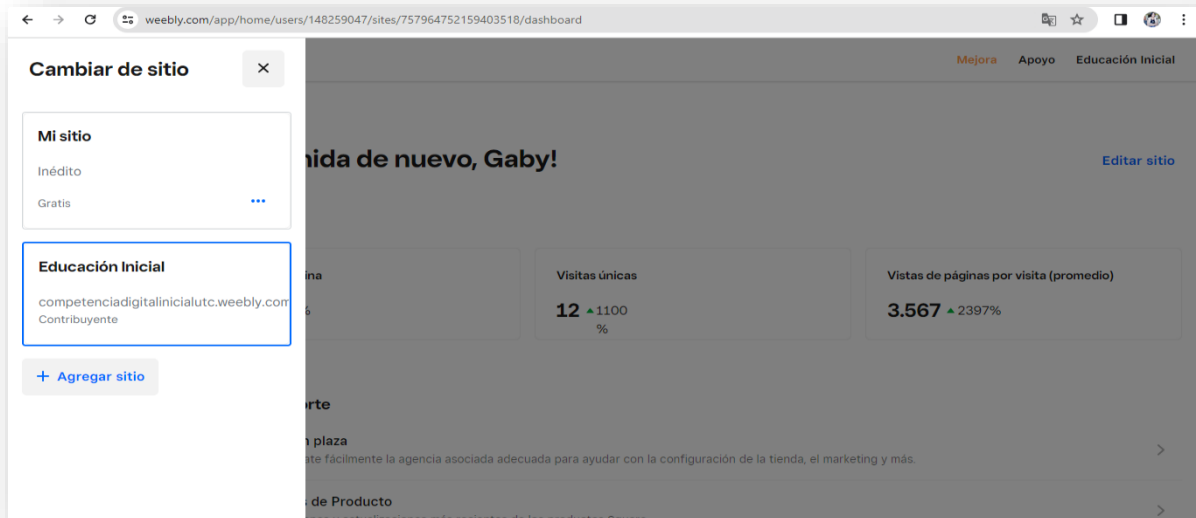 weebly.com/app/home/users/148259047/sites/757964752159403518/dashboard
Cambiar de sitio
Mejora Apoyo Educación Inicial
Mi sitio
Inédito
Gratis
nida de nuevo, Gaby!
Editar sitio
Educación Inicial
competenciadigitalinicialutc.weebly.com
Contribuyente
ina
%
Visitas únicas
12 1100
%
Vistas de páginas por visita (promedio)
3.567 2397%
+ Agregar sitio
rte
plaza
ate fácilmente la agencia asociada adecuada para ayudar con la configuración de la tienda, el marketing y más.
de Producto